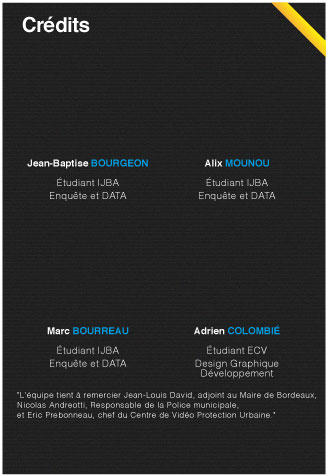 Crédits
Jean-Baptise BOURGEON
Étudiant IJBA
Enquête et DATA
Alix MOUNOU
Étudiant IJBA
Enquête et DATA
Marc BOURREAU
Étudiant IJBA
Enquête et DATA
Adrien COLOMBIÉ
Étudiant ECV
Design Graphique
Développement
"L'équipe tient à remercier Jean-Louis David, adjoint au Maire de Bordeaux,
Nicolas Andreotti, Responsable de la Police municipale,
et Eric Prebonneau, chef du Centre de Vidéo Protection Urbaine."